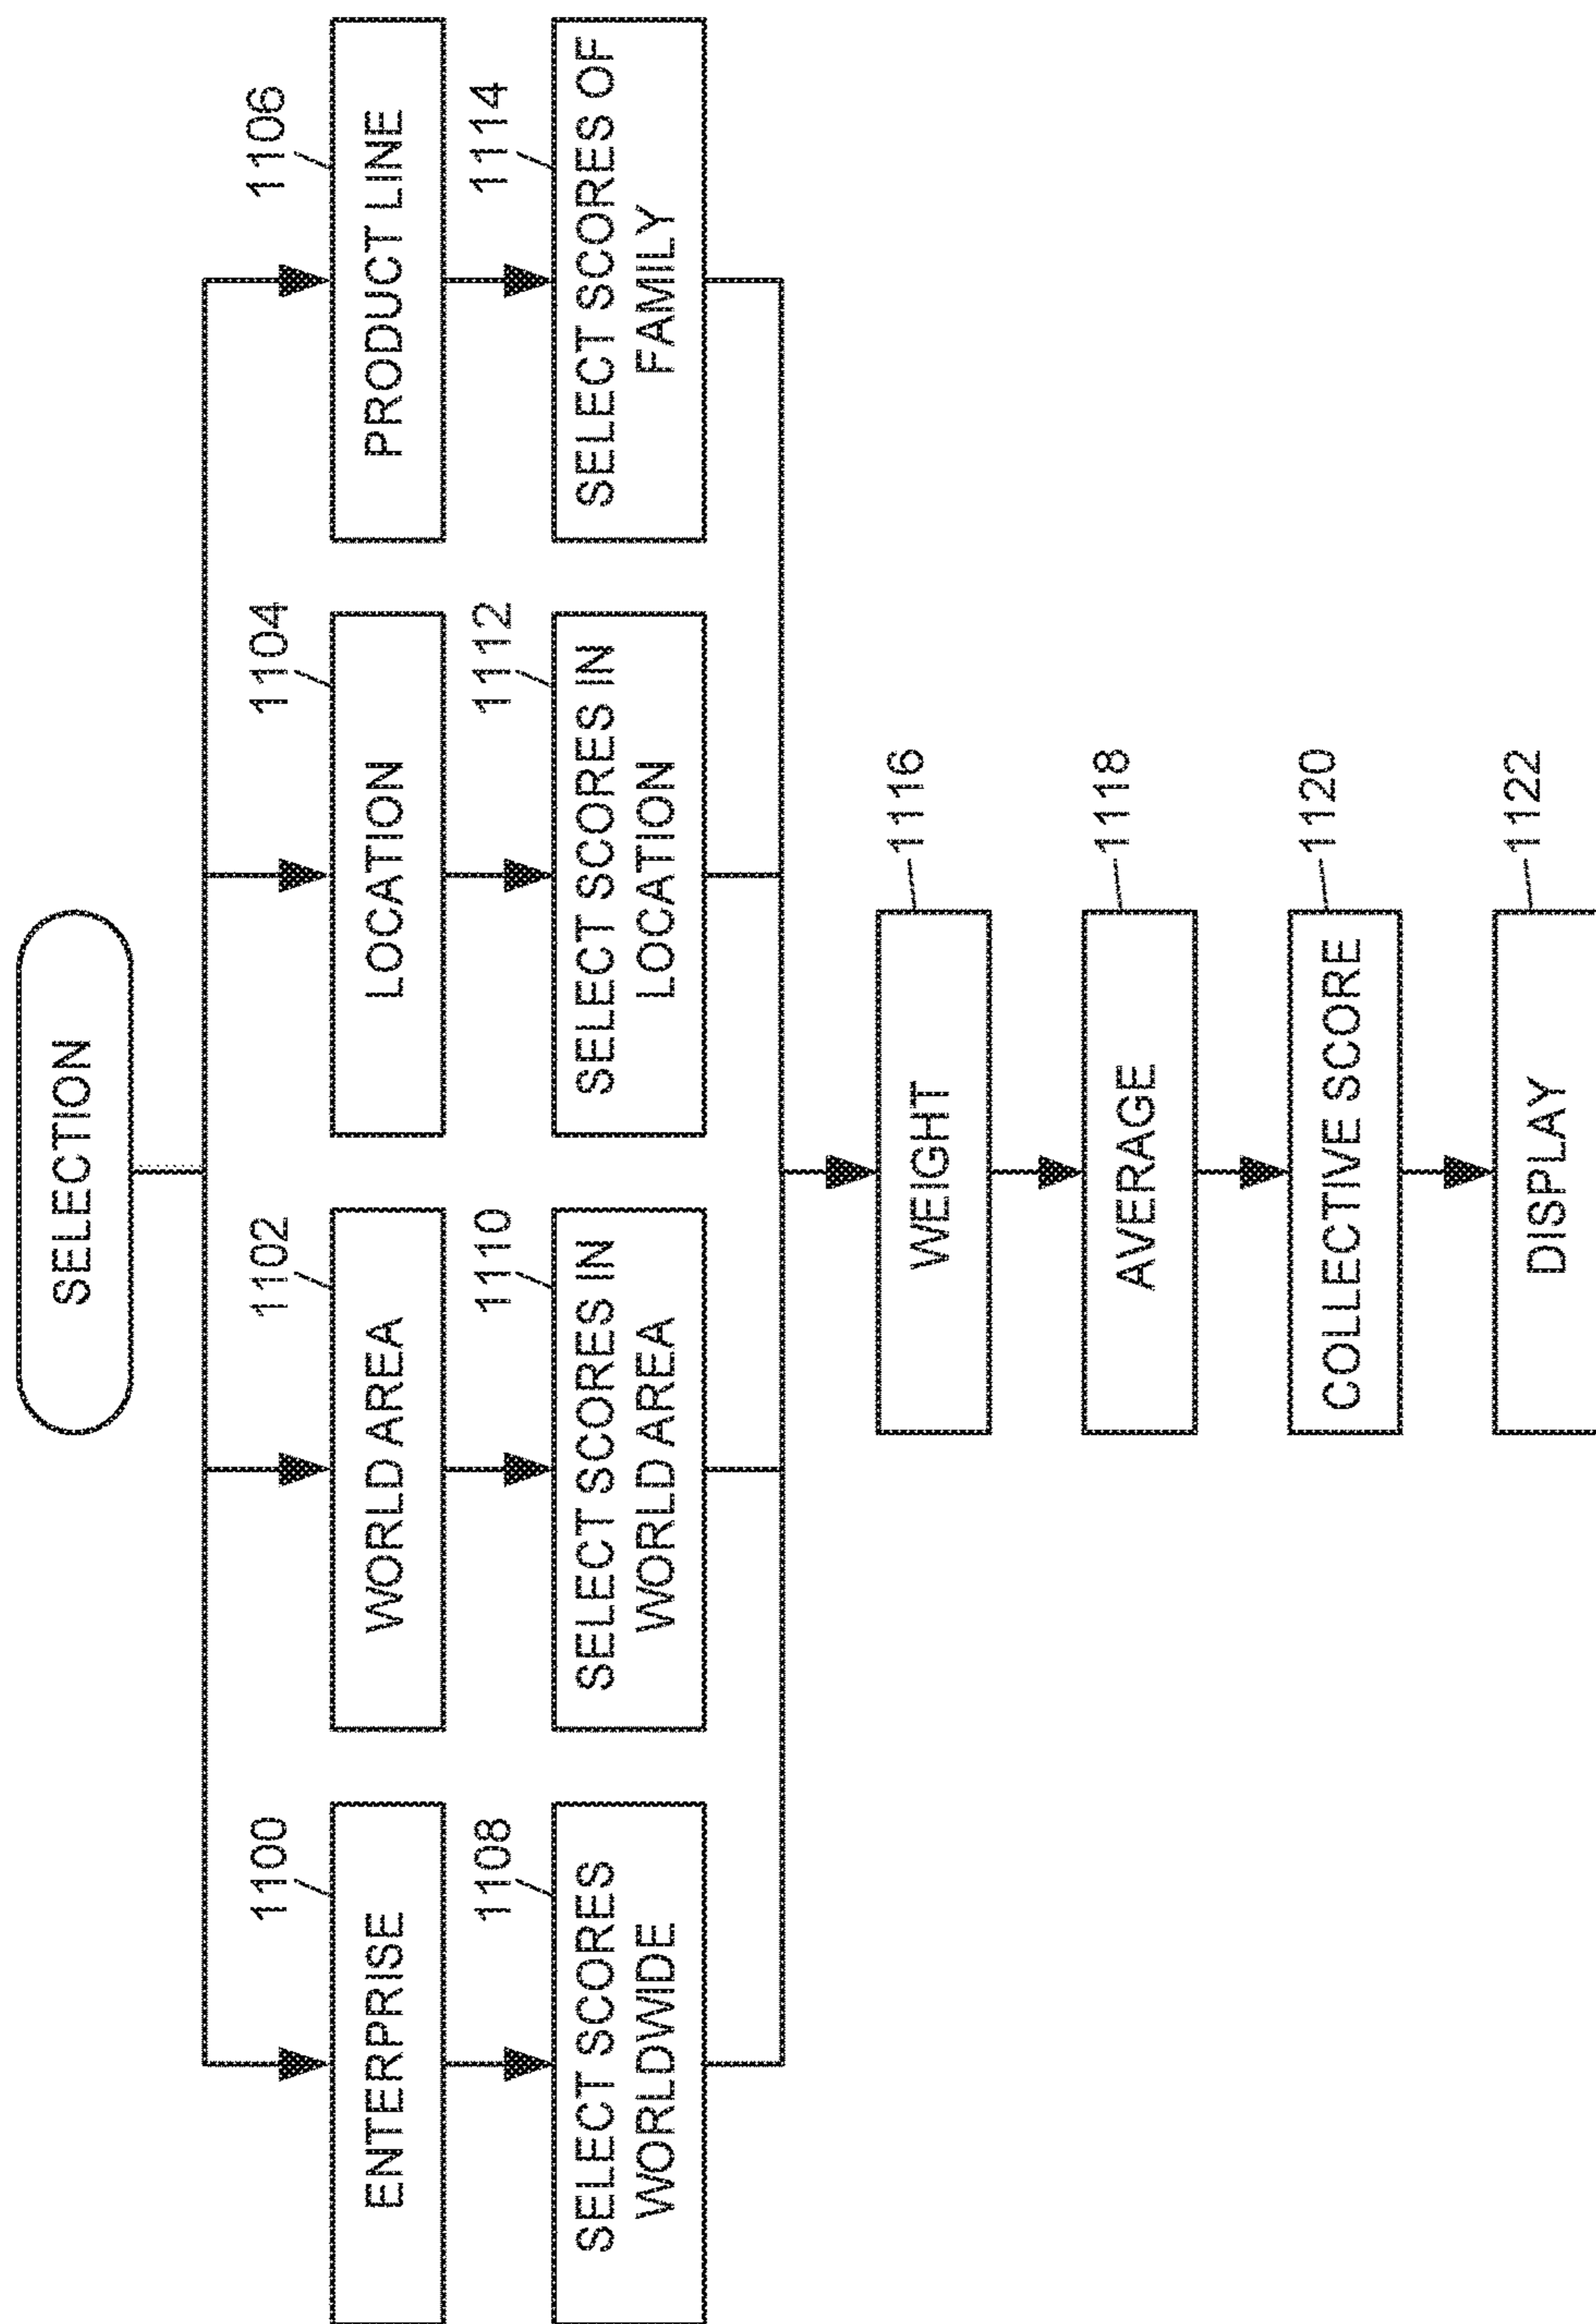 SELECTION
1100
ENTERPRISE
1102
WORLD AREA
1104
LOCATION
1106
PRODUCT LINE
1108
SELECT SCORES
WORLDWIDE
1110
SELECT SCORES IN
WORLD AREA
1112
SELECT SCORES IN
LOCATION
1114
SELECT SCORES OF
FAMILY
1116
WEIGHT
1118
AVERAGE
1120
COLLECTIVE SCORE
1122
DISPLAY